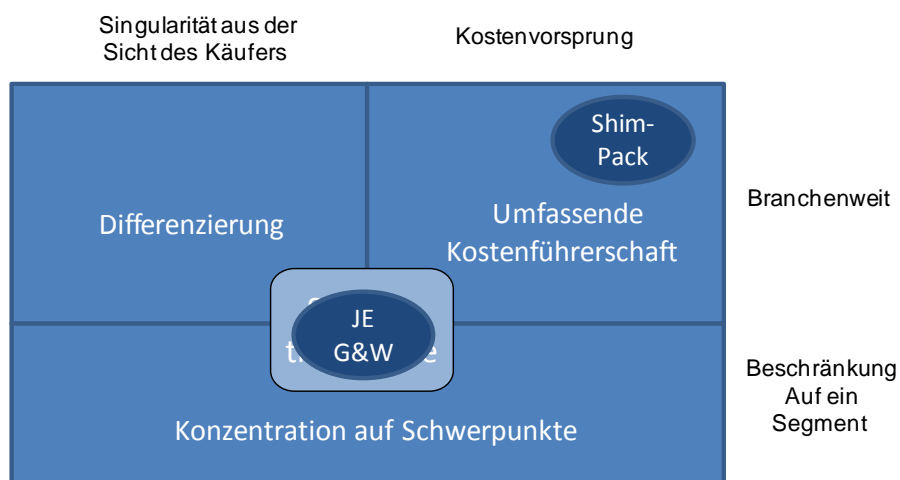 Singularität aus der
Sicht des Käufers
Kostenvorsprung
Shim-
Pack
Branchenweit
Differenzierung
Umfassende
Kostenführerschaft
JE
G&W
Beschränkung
Auf ein
Segment
Konzentration auf Schwerpunkte